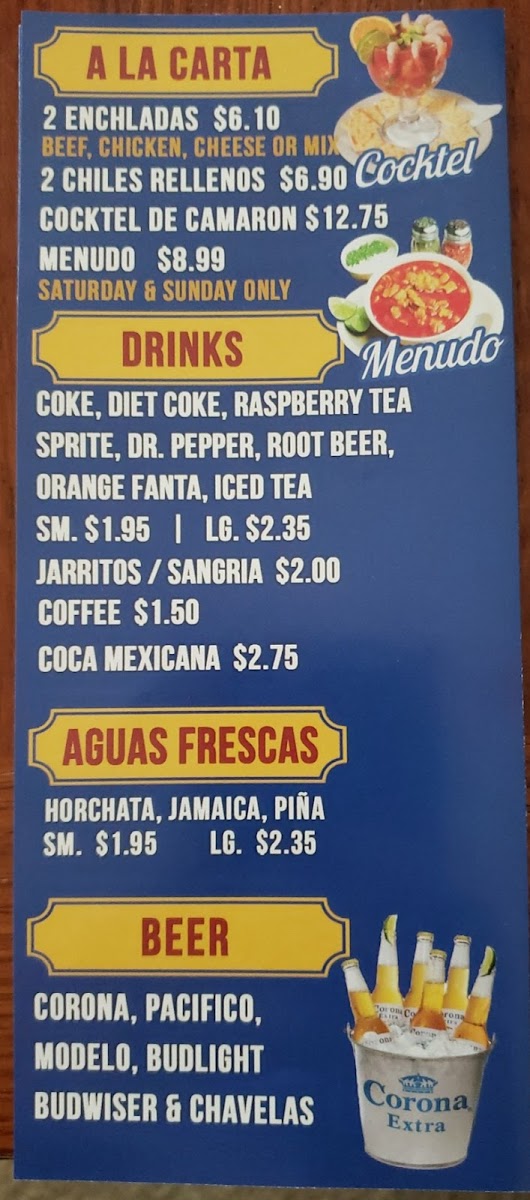 A LA CARTA
2 ENCHLADAS $6.10
BEEF, CHICKEN, CHEESE OR MIX
2 CHILES RELLENOS $6.90
Cocktel
COCKTEL DE CAMARON $12.75
MENUDO $8.99
SATURDAY & SUNDAY ONLY
Menudo
DRINKS
COKE, DIET COKE, RASPBERRY TEA
SPRITE, DR. PEPPER, ROOT BEER,
ORANGE FANTA, ICED TEA
SM. $1.95 | LG. $2.35
JARRITOS / SANGRIA $2.00
COFFEE $1.50
COCA MEXICANA $2.75
AGUAS FRESCAS
HORCHATA, JAMAICA, PIÑA
SM. $1.95 LG. $2.35
BEER
CORONA, PACIFICO,
MODELO, BUDLIGHT
BUDWISER & CHAVELAS
Corona
Extra